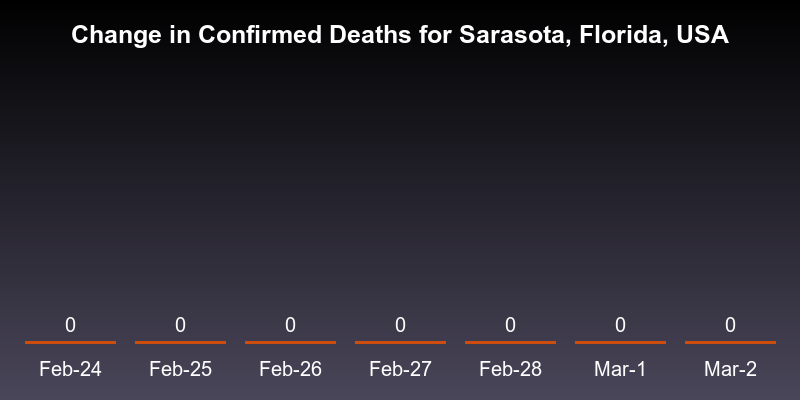 Change in Confirmed Deaths for Sarasota, Florida, USA
0 0 0 0 0 0 0
Feb-24 Feb-25 Feb-26 Feb-27 Feb-28 Mar-1 Mar-2